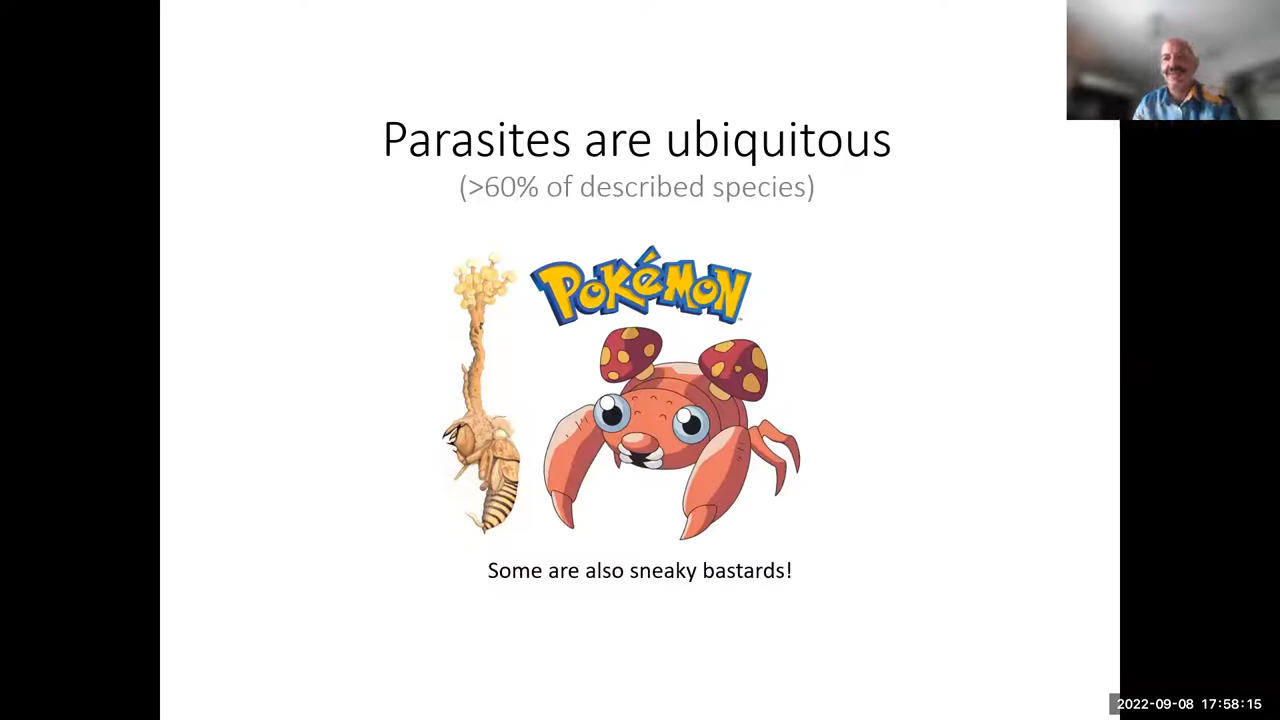 Parasites are ubiquitous
(>60% of described species)
POKéMON
Some are also sneaky bastards!
2022-09-08 17:58:15